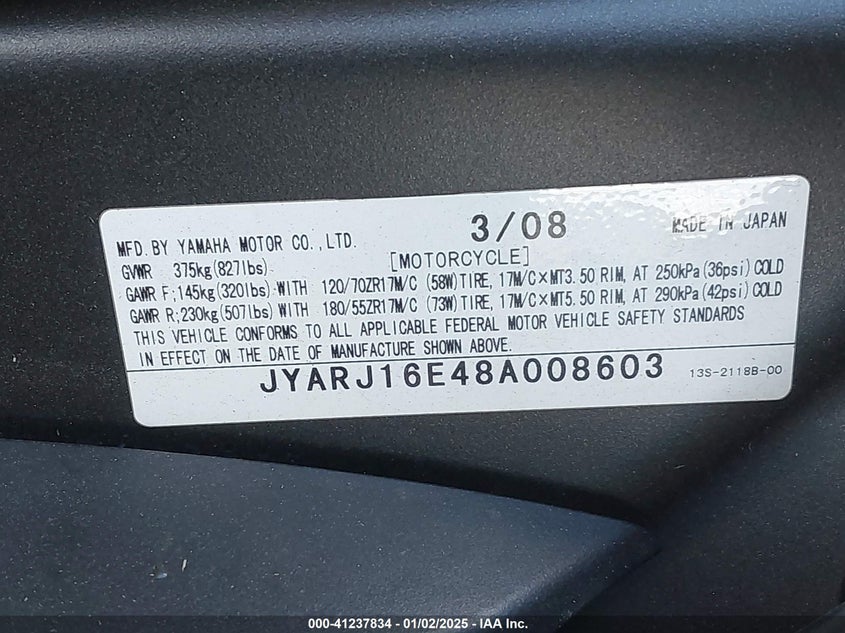 MFD. BY YAMAHA MOTOR CO.,LTD. 3/08 MADE IN JAPAN
GVWR 375kg(827lbs) [MOTORCYCLE]
GAWR F;145kg(320lbs) WITH 120/70ZR17M/C (58W)TIRE, 17M/C×MT3.50 RIM, AT 250kPa(36psi)COLD
GAWR R;230kg(507lbs) WITH 180/55ZR17M/C (73W)TIRE, 17M/C×MT5.50 RIM, AT 290kPa(42psi)COLD
THIS VEHICLE CONFORMS TO ALL APPLICABLE FEDERAL MOTOR VEHICLE SAFETY STANDARDS
IN EFFECT ON THE DATE OF MANUFACTURE SHOWN ABOVE.
JYARJ16E48A008603 13S-2118B-00
000-41237834 - 01/02/2025 - IAA Inc.